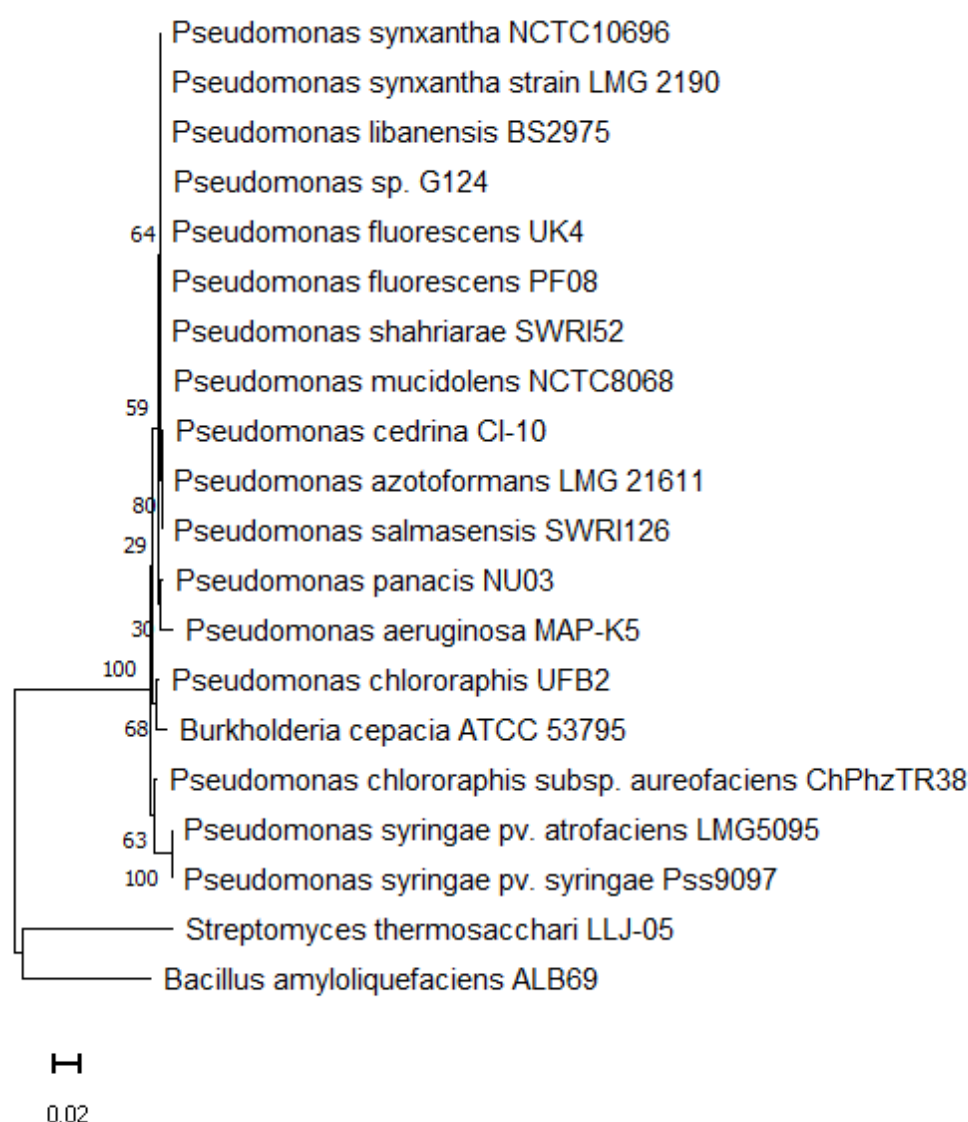 Pseudomonas synxantha NCTC10696
Pseudomonas synxantha strain LMG 2190
Pseudomonas libanensis BS2975
Pseudomonas sp. G124
64 Pseudomonas fluorescens UK4
Pseudomonas fluorescens PF08
Pseudomonas shahriarae SWRI52
Pseudomonas mucidolens NCTC8068
59
Pseudomonas cedrina CI-10
Pseudomonas azotoformans LMG 21611
80
Pseudomonas salmasensis SWRI126
29
Pseudomonas panacis NU03
30 Pseudomonas aeruginosa MAP-K5
100
Pseudomonas chlororaphis UFB2
68 Burkholderia cepacia ATCC 53795
Pseudomonas chlororaphis subsp. aureofaciens ChPhzTR38
Pseudomonas syringae pv. atrofaciens LMG5095
63
100 Pseudomonas syringae pv. syringae Pss9097
Streptomyces thermosacchari LLJ-05
Bacillus amyloliquefaciens ALB69
0.02